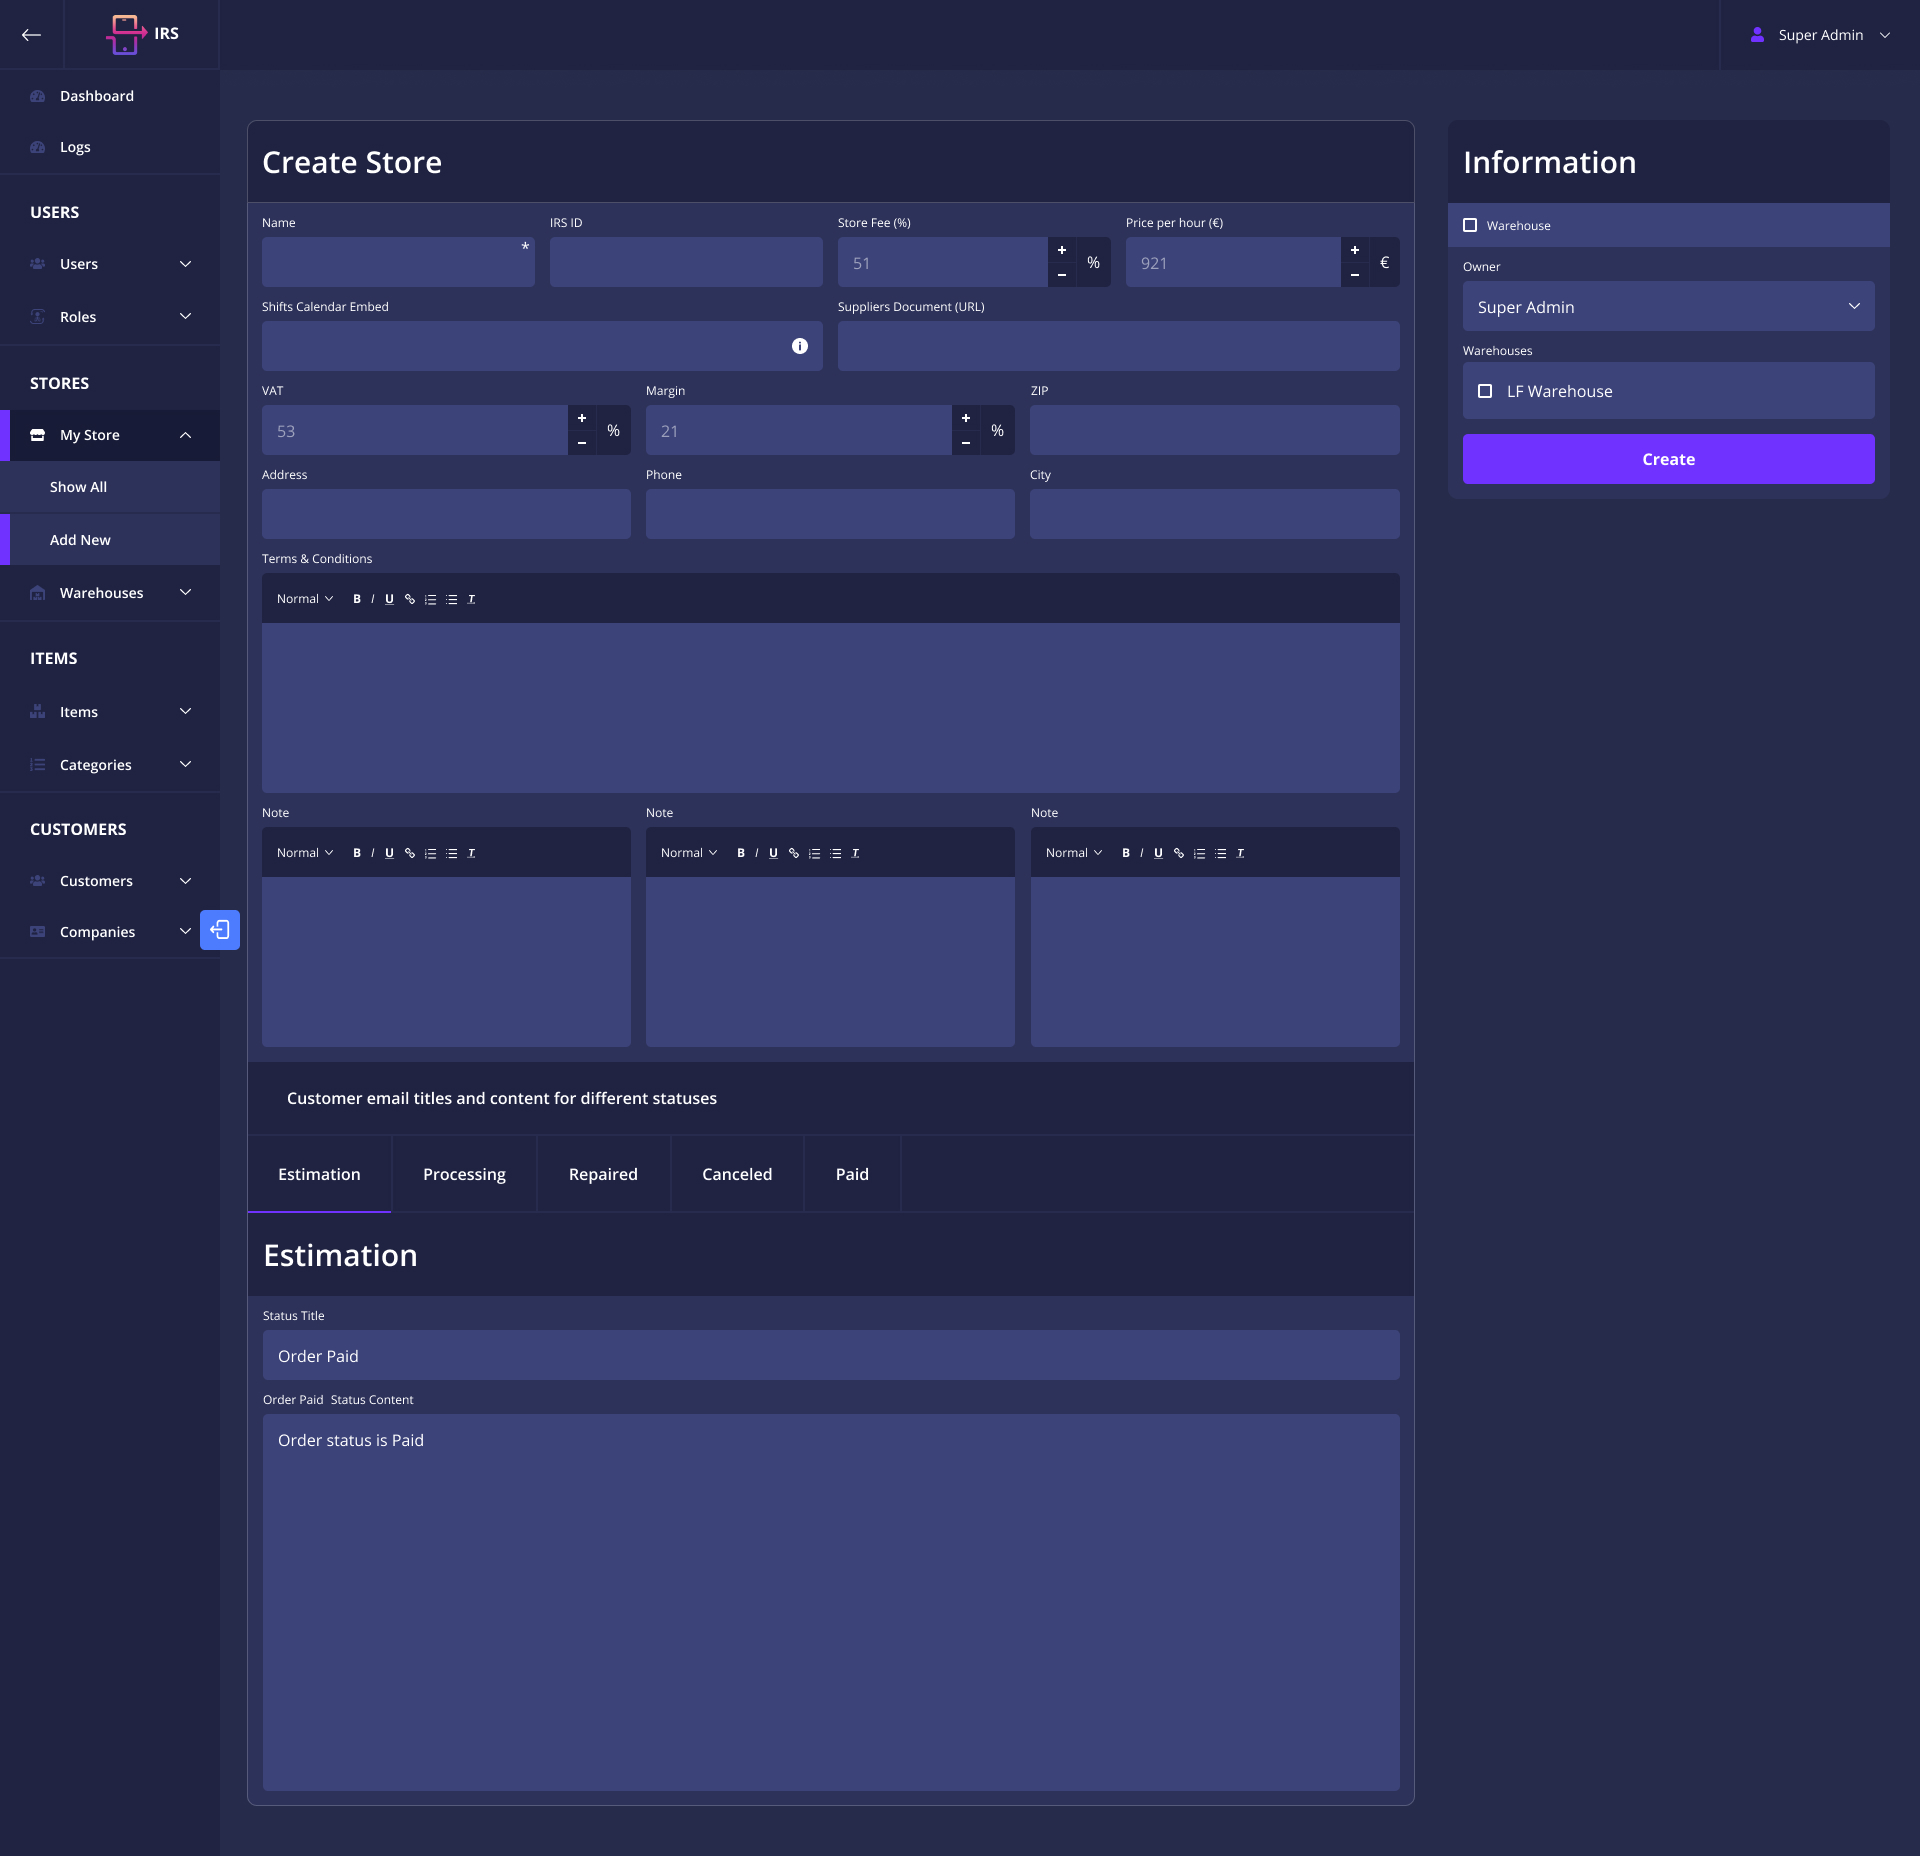 IRS
Super Admin
Dashboard
Logs
USERS
Users
Roles
STORES
My Store
Show All
Add New
Warehouses
ITEMS
Items
Categories
CUSTOMERS
Customers
Companies
Create Store
Name
IRS ID
Store Fee (%)
Price per hour (€)
*
51
+
−
%
921
+
−
€
Shifts Calendar Embed
Suppliers Document (URL)
VAT
Margin
ZIP
53
+
−
%
21
+
−
%
Address
Phone
City
Terms & Conditions
Normal B I U T
Note
Note
Note
Normal B I U T
Normal B I U T
Normal B I U T
Customer email titles and content for different statuses
Estimation
Processing
Repaired
Canceled
Paid
Estimation
Status Title
Order Paid
Order Paid Status Content
Order status is Paid
Information
Warehouse
Owner
Super Admin
Warehouses
LF Warehouse
Create